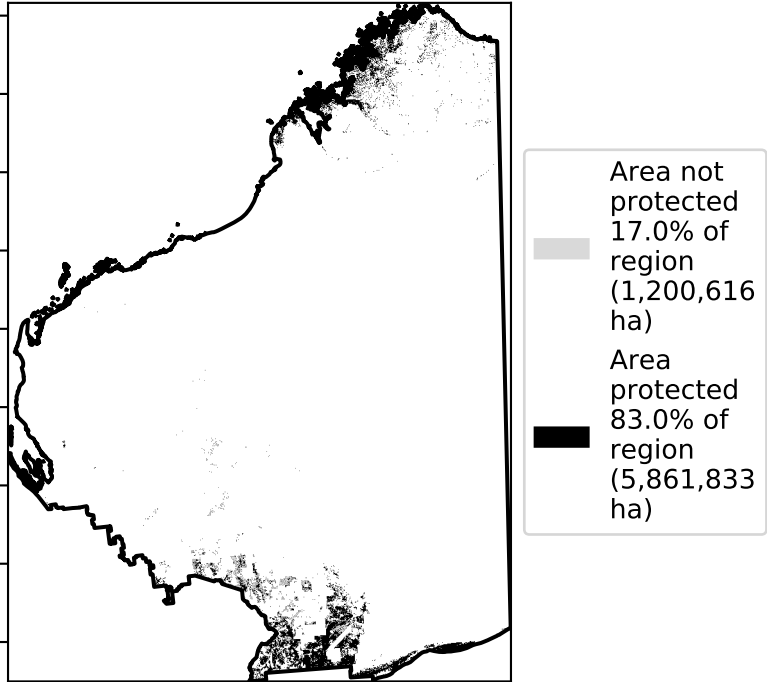 Area not
protected
17.0% of
region
(1,200,616
ha)
Area
protected
83.0% of
region
(5,861,833
ha)